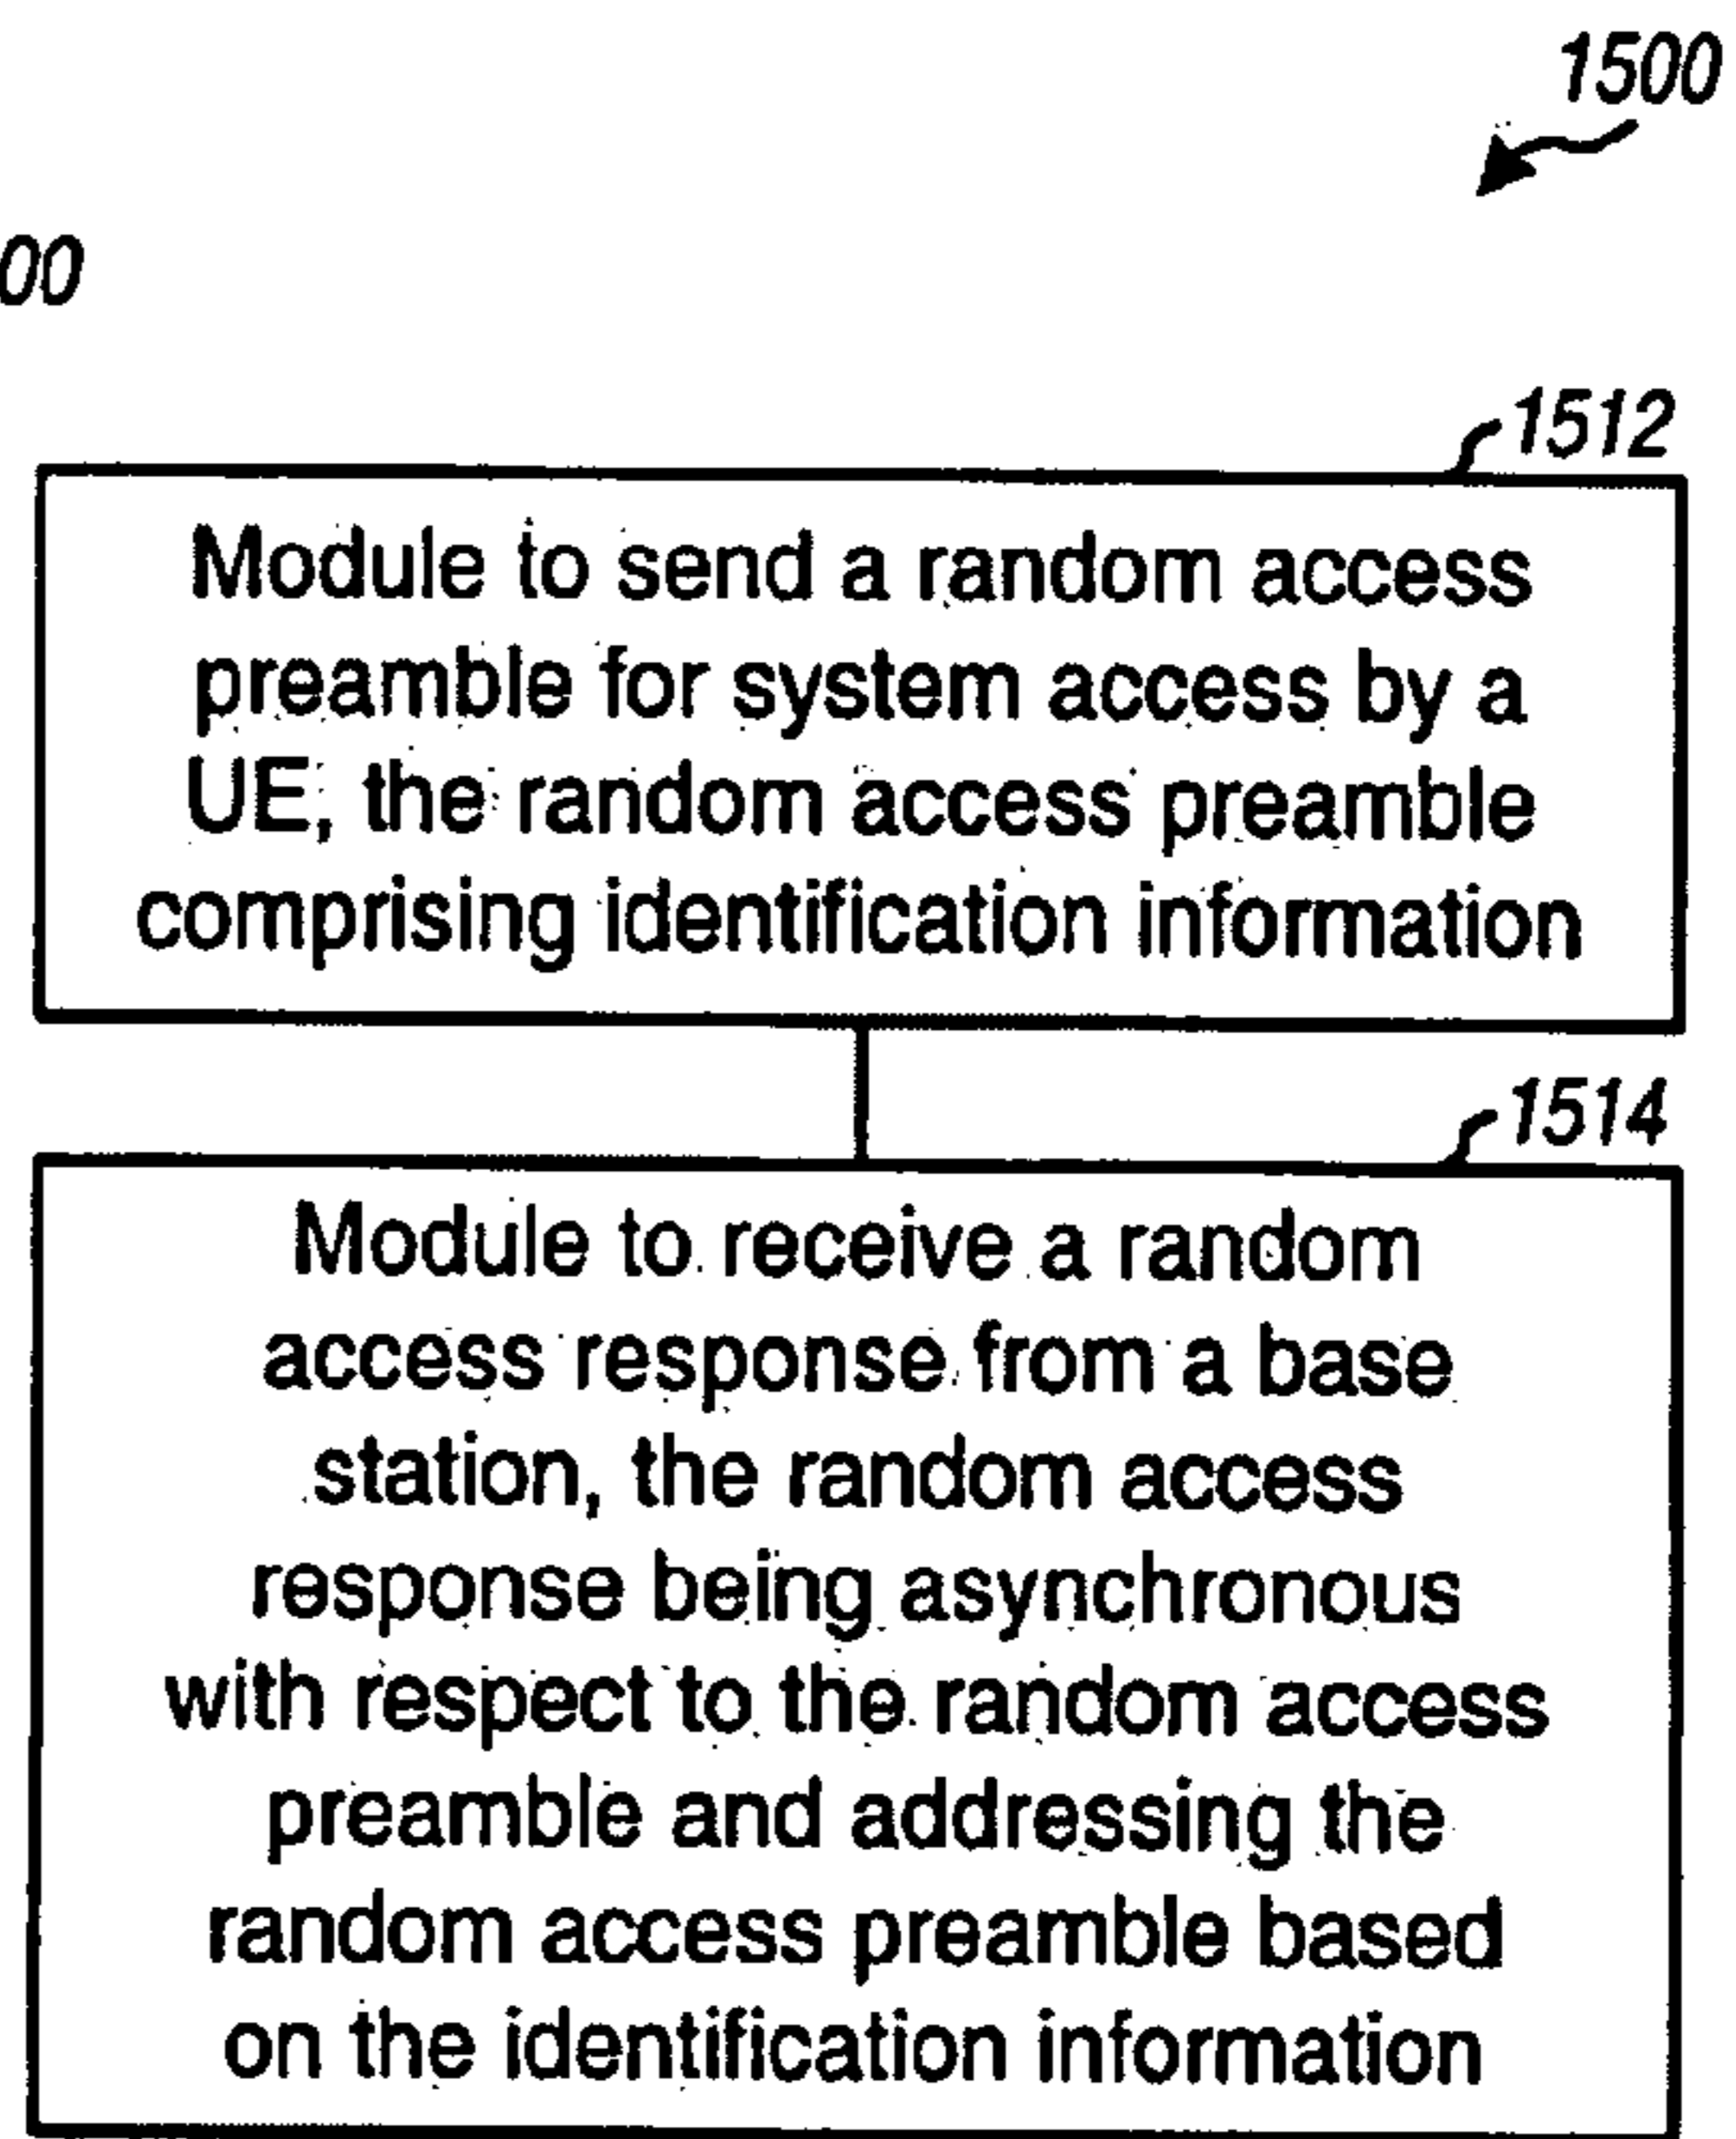 1500
00
1512
Module to send a random access
preamble for system access by a
UE, the random access preamble
comprising identification information
1514
Module to receive a random
access response from a base
station, the random access
response being asynchronous
with respect to the random access
preamble and addressing the
random access preamble based
on the identification information